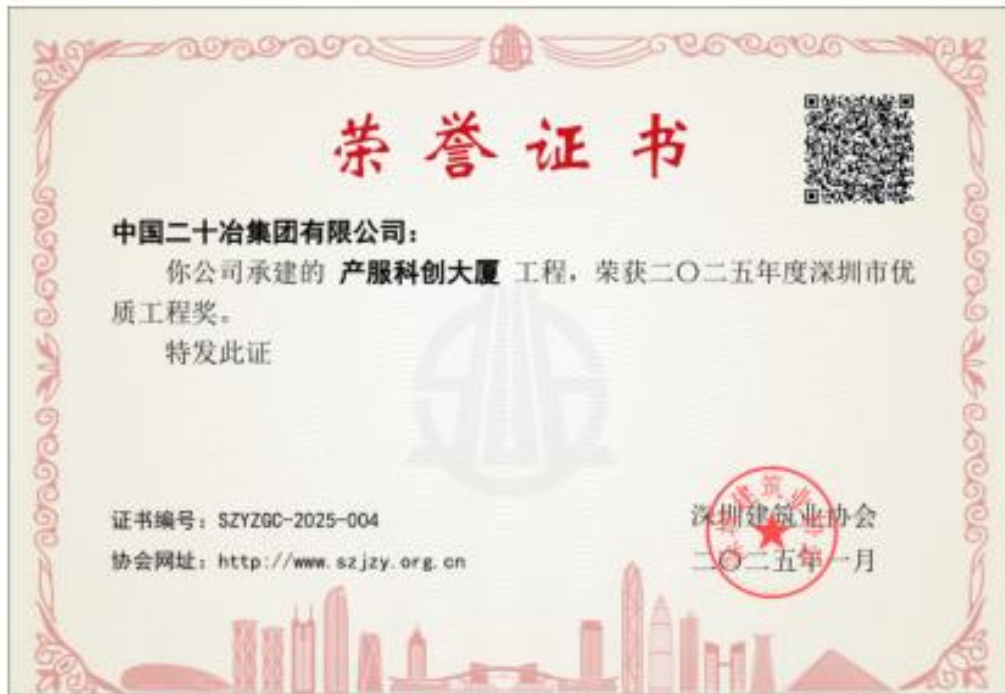 荣誉证书
中国二十冶集团有限公司：
你公司承建的 产服科创大厦 工程，荣获二〇二五年度深圳市优
质工程奖。
特发此证
证书编号：SZYZGC-2025-004
深圳建筑业协会
协会网址：http://www.szjzy.org.cn
二〇二五年一月